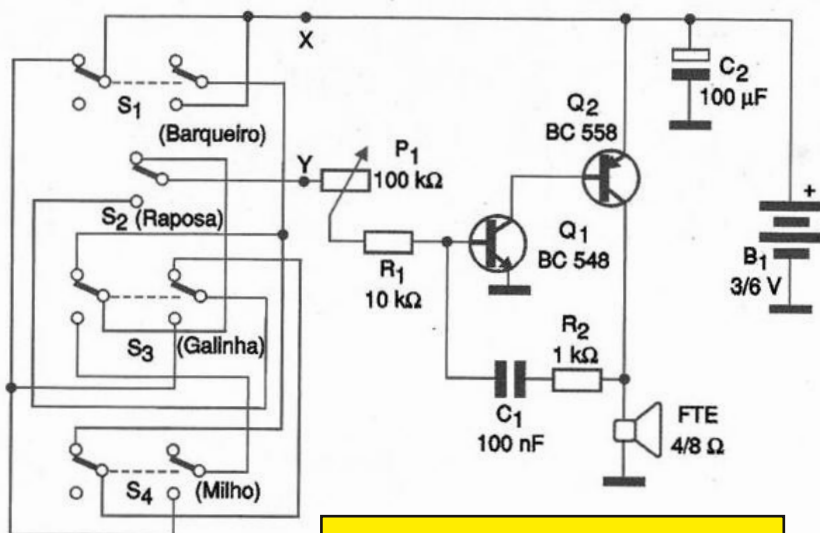 X
S1
(Barqueiro)
C2
100 µF
Q2
BC 558
Y
P1
100 kΩ
S2 (Raposa)
+
B1
3/6 V
R1
10 kΩ
Q1
BC 548
S3
(Galinha)
R2
1 kΩ
C1
100 nF
FTE
4/8 Ω
S4
(Milho)